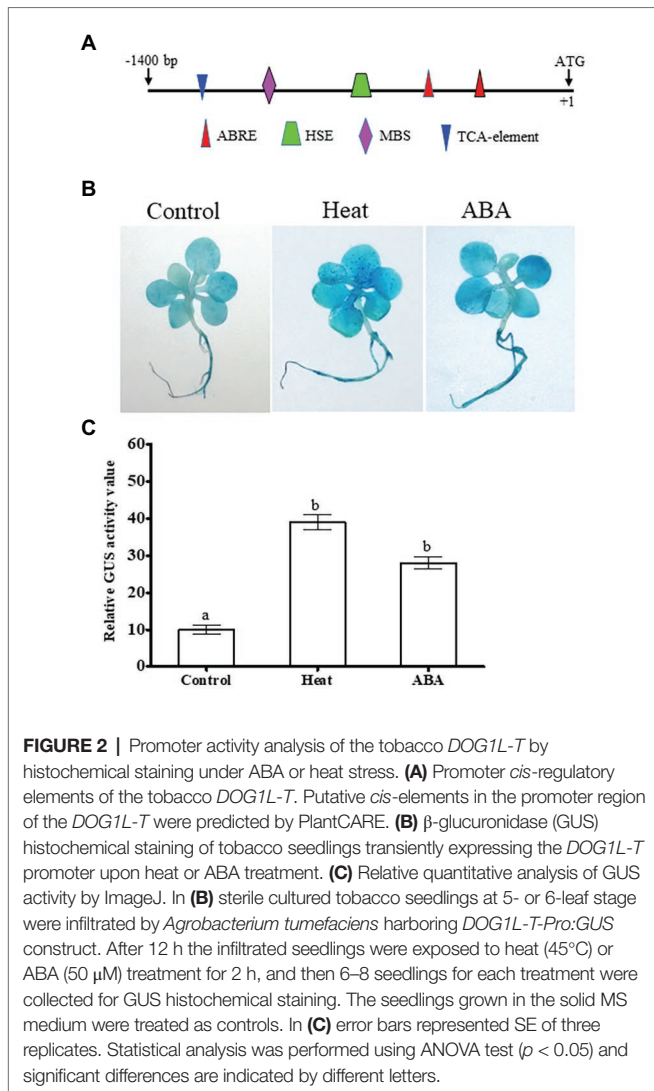 A
-1400 bp
ATG
+1
ABRE
HSE
MBS
TCA-element
B
Control
Heat
ABA
C
Relative GUS activity value
60
50
40
30
20
10
0
a
b
b
Control
Heat
ABA
FIGURE 2 | Promoter activity analysis of the tobacco DOG1L-T by
histochemical staining under ABA or heat stress. (A) Promoter cis-regulatory
elements of the tobacco DOG1L-T. Putative cis-elements in the promoter region
of the DOG1L-T were predicted by PlantCARE. (B) β-glucuronidase (GUS)
histochemical staining of tobacco seedlings transiently expressing the DOG1L-T
promoter upon heat or ABA treatment. (C) Relative quantitative analysis of GUS
activity by ImageJ. In (B) sterile cultured tobacco seedlings at 5- or 6-leaf stage
were infiltrated by Agrobacterium tumefaciens harboring DOG1L-T-Pro:GUS
construct. After 12 h the infiltrated seedlings were exposed to heat (45°C) or
ABA (50 μM) treatment for 2 h, and then 6–8 seedlings for each treatment were
collected for GUS histochemical staining. The seedlings grown in the solid MS
medium were treated as controls. In (C) error bars represented SE of three
replicates. Statistical analysis was performed using ANOVA test (p < 0.05) and
significant differences are indicated by different letters.